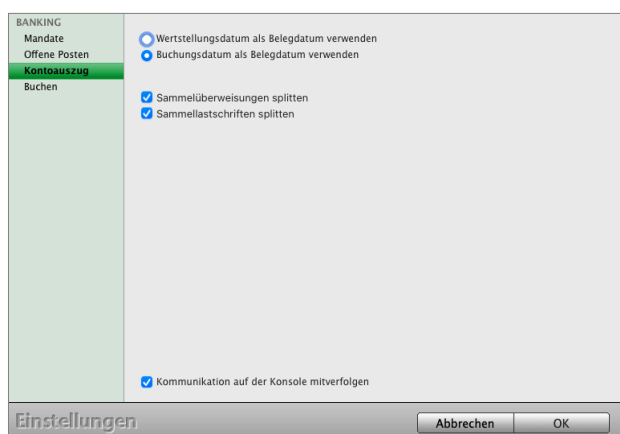 BANKING
Mandate
Offene Posten
Kontoauszug
Buchen
Wertstellungsdatum als Belegdatum verwenden
Buchungsdatum als Belegdatum verwenden
Sammelüberweisungen splitten
Sammellastschriften splitten
Kommunikation auf der Konsole mitverfolgen
Einstellungen
Abbrechen
OK